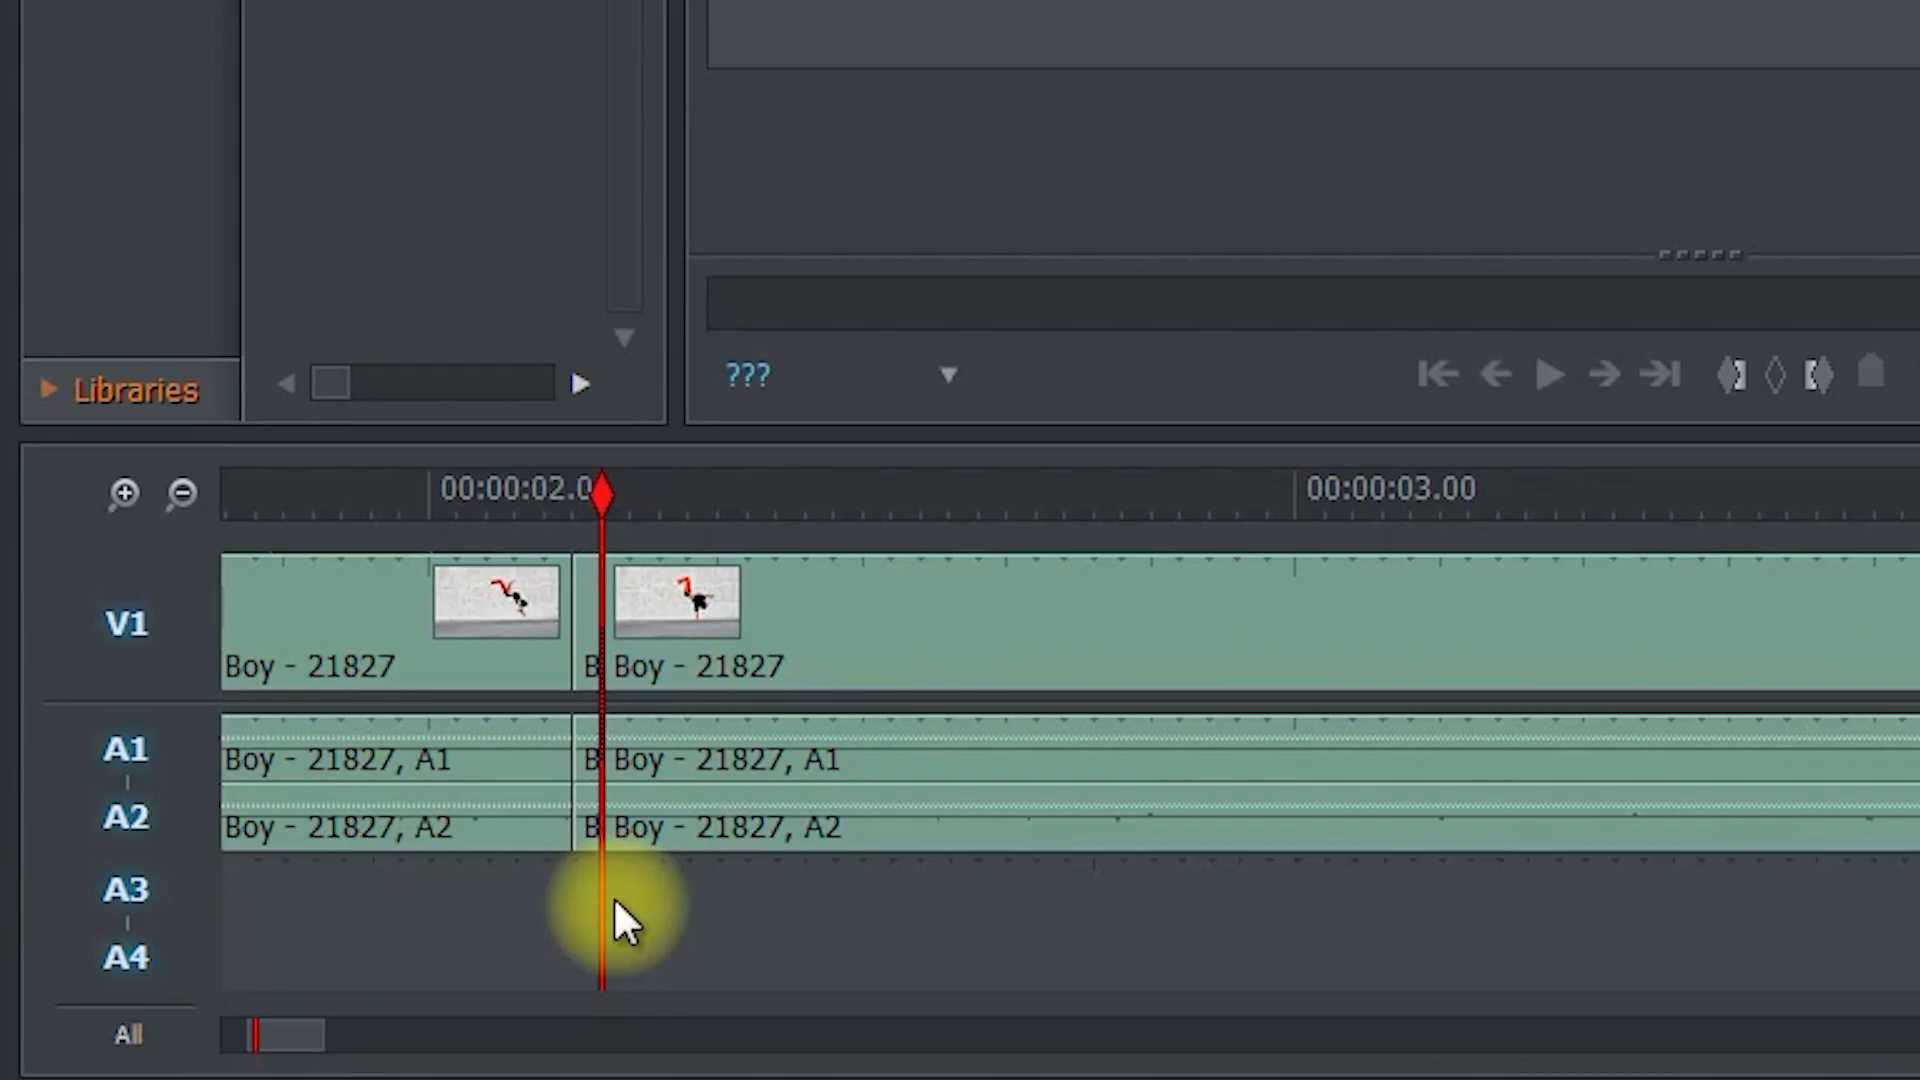 Libraries
???
00:00:02.0
00:00:03.00
V1
Boy - 21827
B
Boy - 21827
A1
Boy - 21827, A1
B
Boy - 21827, A1
A2
Boy - 21827, A2
B
Boy - 21827, A2
A3
A4
All